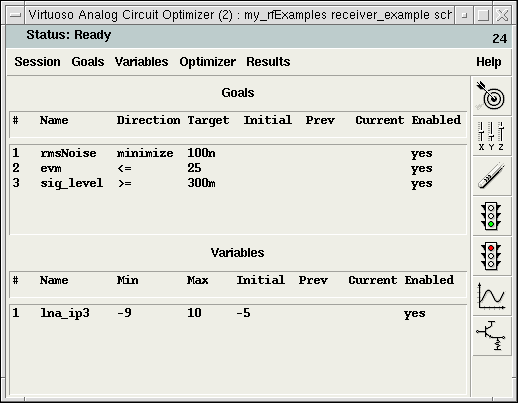 Virtuoso Analog Circuit Optimizer (2) : my_rfExamples receiver_example sch
Status: Ready 24
Session Goals Variables Optimizer Results Help
Goals
# Name Direction Target Initial Prev Current Enabled
1 rmsNoise minimize 100n yes
2 evm <= 25 yes
3 sig_level >= 300m yes
X Y Z
Variables
# Name Min Max Initial Prev Current Enabled
1 lna_ip3 -9 10 -5 yes